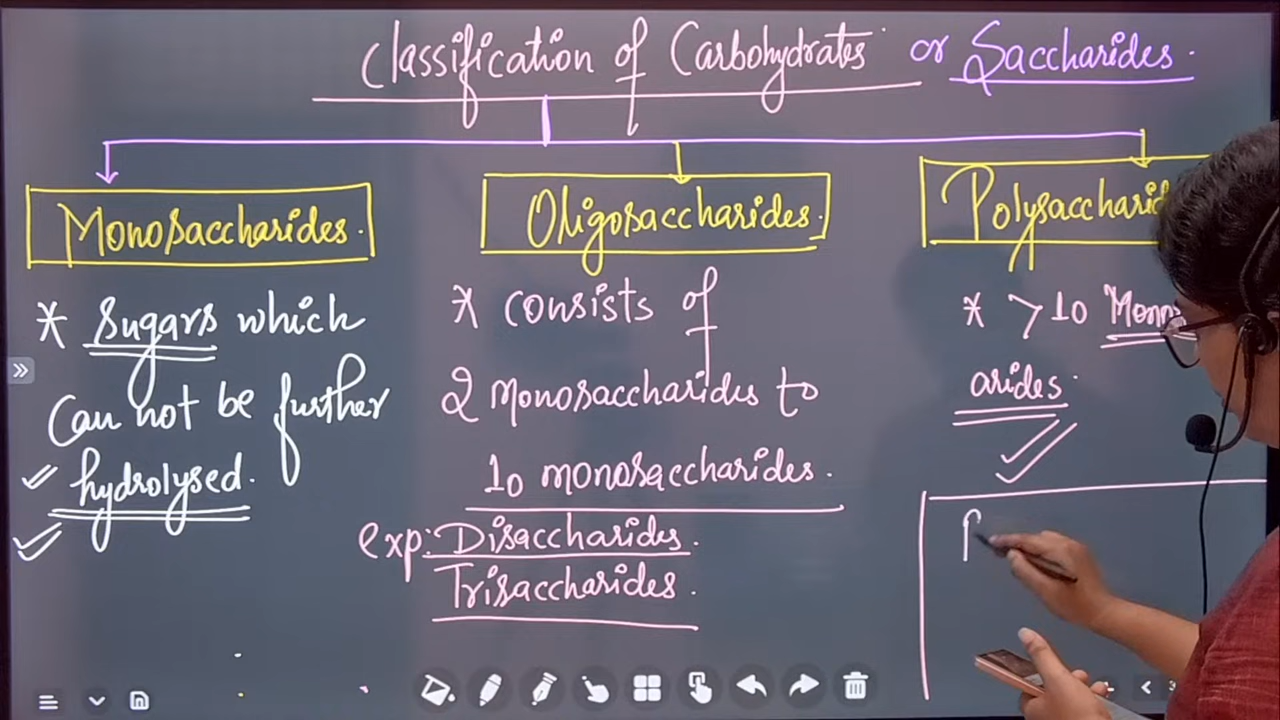 Classification of Carbohydrates or Saccharides.
Monosaccharides.
* Sugars which
Can not be further
hydrolysed.
Oligosaccharides.
* consists of
2 Monosaccharides to
10 monosaccharides.
exp: Disaccharides.
Trisaccharides.
* > 10
arides.